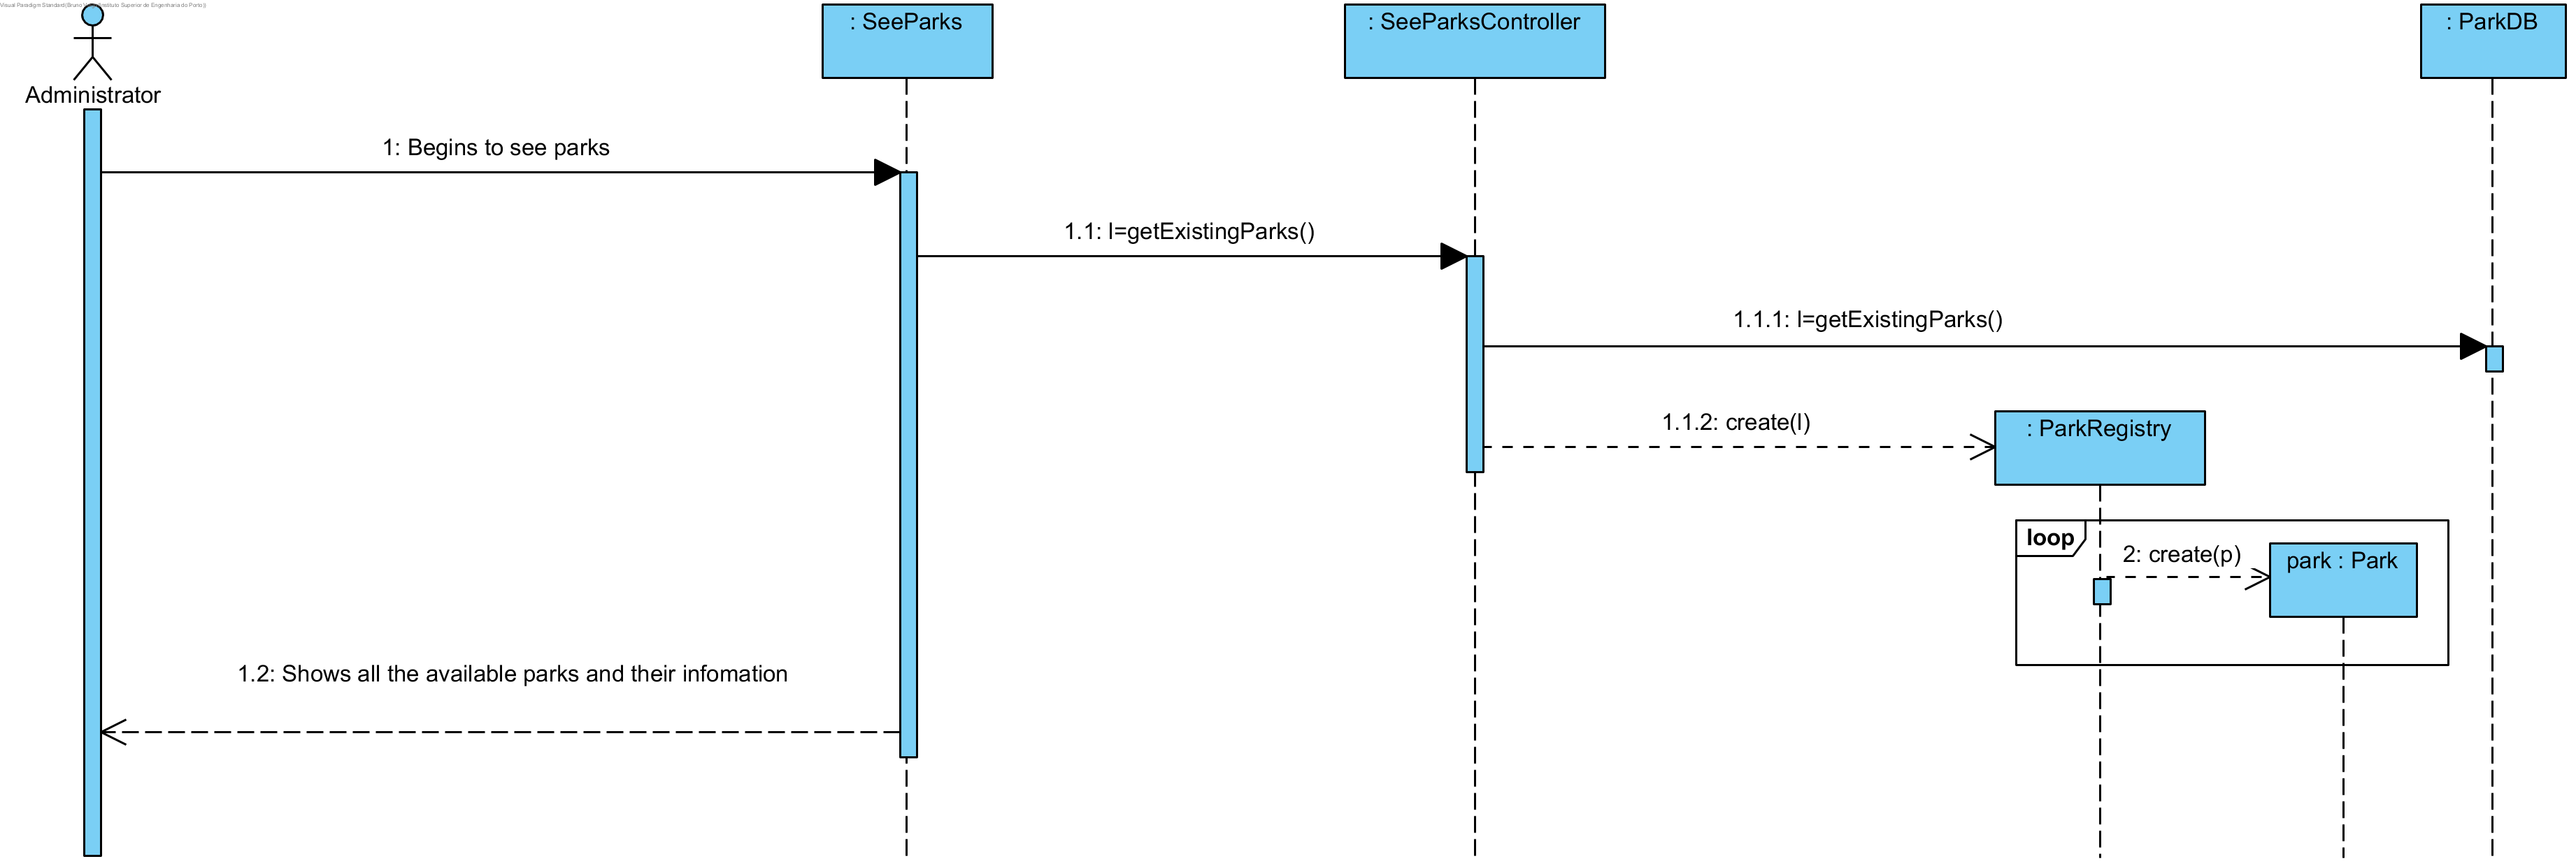 Visual Paradigm Standard(Bruno
Instituto Superior de Engenharia do Porto))
: SeeParks
: SeeParksController
: ParkDB
Administrator
1: Begins to see parks
1.1: l=getExistingParks()
1.1.1: l=getExistingParks()
1.1.2: create(l)
: ParkRegistry
loop
2: create(p)
park : Park
1.2: Shows all the available parks and their infomation